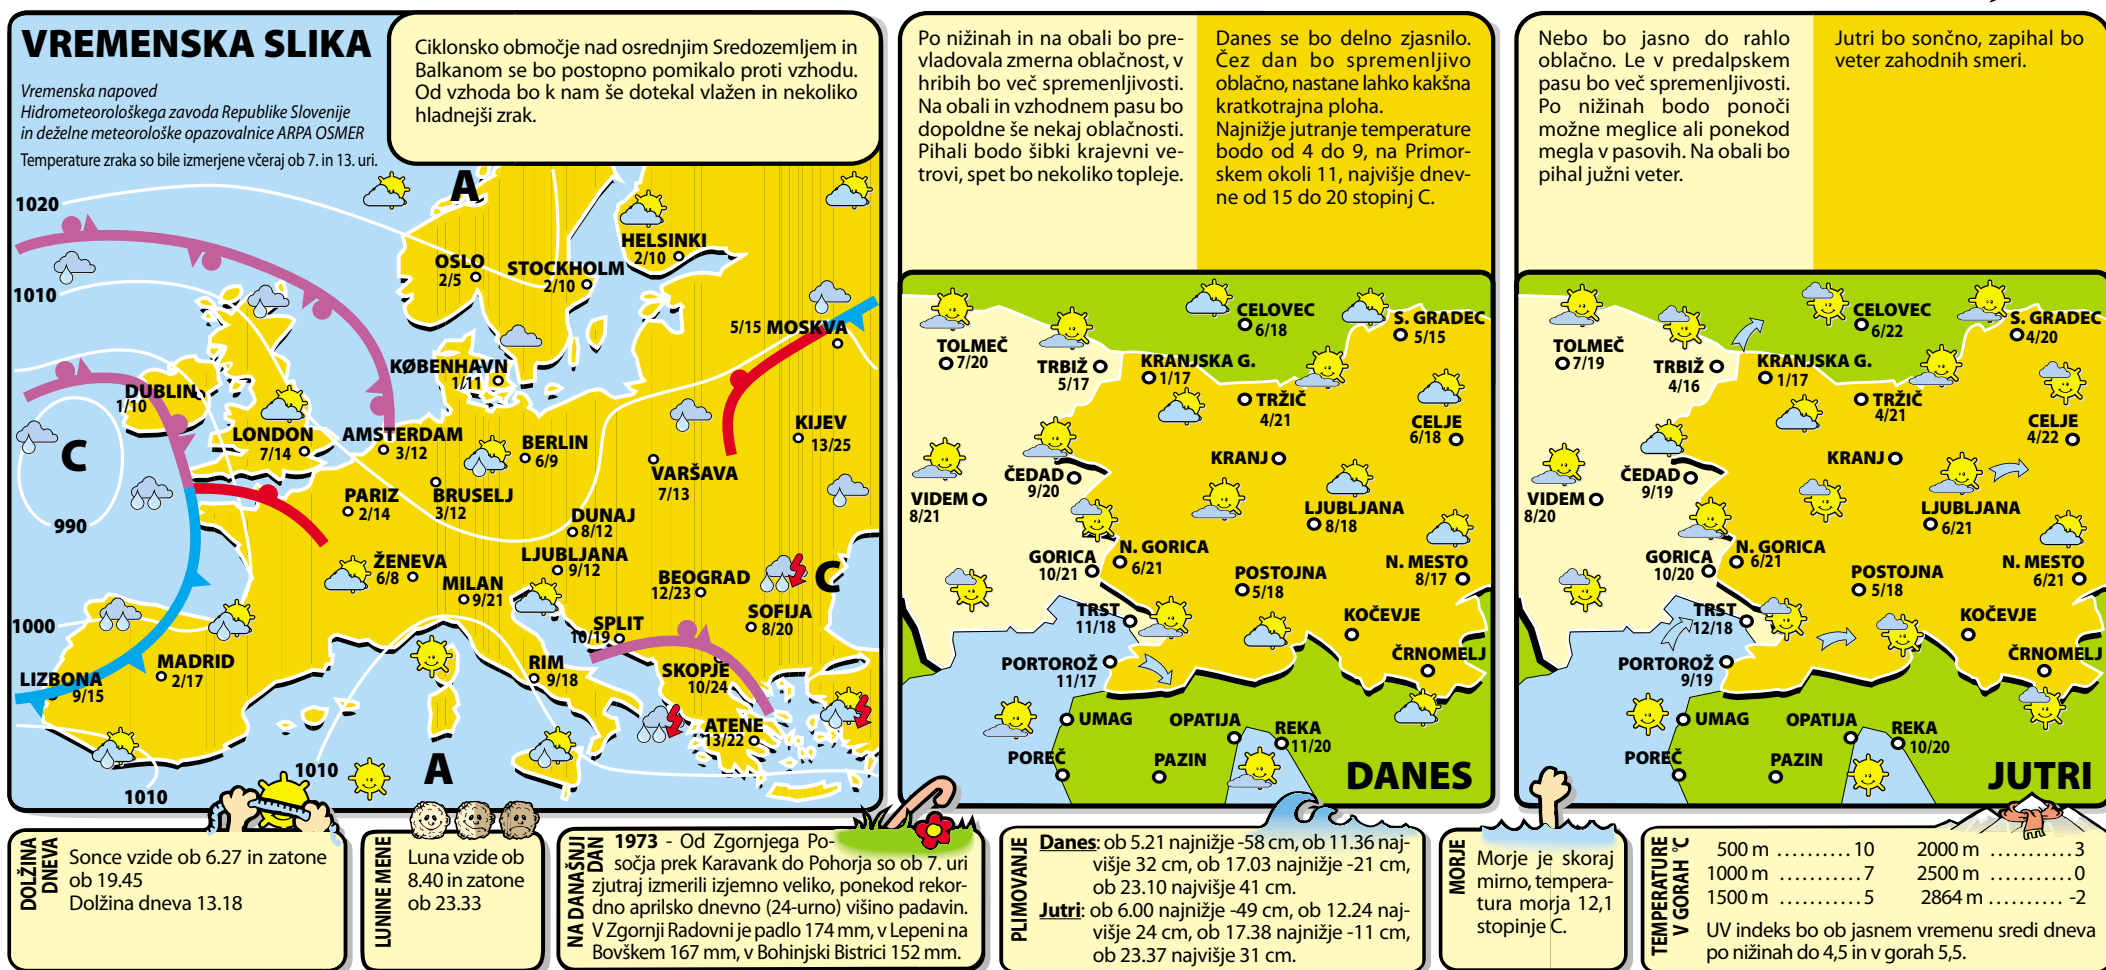 VREMENSKA SLIKA
Vremenska napoved
Hidrometeorološkega zavoda Republike Slovenije
in deželne meteorološke opazovalnice ARPA OSMER
Temperature zraka so bile izmerjene včeraj ob 7. in 13. uri.
Ciklonsko območje nad osrednjim Sredozemljem in
Balkanom se bo postopno pomikalo proti vzhodu.
Od vzhoda bo k nam še dotekal vlažen in nekoliko
hladnejši zrak.
A
1020
HELSINKI
2/10
OSLO
2/5
STOCKHOLM
2/10
1010
5/15 MOSKVA
KØBENHAVN
1/11
DUBLIN
1/10
KIJEV
13/25
LONDON
7/14
AMSTERDAM
3/12
BERLIN
6/9
C
VARŠAVA
7/13
PARIZ
2/14
BRUSELJ
3/12
990
DUNAJ
8/12
ŽENEVA
6/8
LJUBLJANA
9/12
MILAN
9/21
BEOGRAD
12/23
C
SOFIJA
8/20
1000
SPLIT
10/19
MADRID
2/17
RIM
9/18
SKOPJE
10/24
LIZBONA
9/15
ATENE
13/22
1010
A
1010
Po nižinah in na obali bo pre-
vladovala zmerna oblačnost, v
hribih bo več spremenljivosti.
Na obali in vzhodnem pasu bo
dopoldne še nekaj oblačnosti.
Pihali bodo šibki krajevni ve-
trovi, spet bo nekoliko topleje.
Danes se bo delno zjasnilo.
Čez dan bo spremenljivo
oblačno, nastane lahko kakšna
kratkotrajna ploha.
Najnižje jutranje temperature
bodo od 4 do 9, na Primor-
skem okoli 11, najvišje dnev-
ne od 15 do 20 stopinj C.
CELOVEC
6/18
S. GRADEC
5/15
TOLMEČ
7/20
TRBIŽ
5/17
KRANJSKA G.
1/17
TRŽIČ
4/21
CELJE
6/18
KRANJ
ČEDAD
9/20
VIDEM
8/21
LJUBLJANA
8/18
GORICA
10/21
N. GORICA
6/21
N. MESTO
8/17
POSTOJNA
5/18
TRST
11/18
KOČEVJE
PORTOROŽ
11/17
ČRNOMELJ
UMAG
OPATIJA
REKA
11/20
POREČ
PAZIN
DANES
Nebo bo jasno do rahlo
oblačno. Le v predalpskem
pasu bo več spremenljivosti.
Po nižinah bodo ponoči
možne meglice ali ponekod
megla v pasovih. Na obali bo
pihal južni veter.
Jutri bo sončno, zapihal bo
veter zahodnih smeri.
CELOVEC
6/22
S. GRADEC
4/20
TOLMEČ
7/19
TRBIŽ
4/16
KRANJSKA G.
1/17
TRŽIČ
4/21
CELJE
4/22
KRANJ
ČEDAD
9/19
VIDEM
8/20
LJUBLJANA
6/21
GORICA
10/20
N. GORICA
6/21
N. MESTO
6/21
POSTOJNA
5/18
TRST
12/18
KOČEVJE
PORTOROŽ
9/19
ČRNOMELJ
UMAG
OPATIJA
REKA
10/20
POREČ
PAZIN
JUTRI
DOLŽINA
DNEVA
Sonce vzide ob 6.27 in zatone
ob 19.45
Dolžina dneva 13.18
LUNINE MENE
Luna vzide ob
8.40 in zatone
ob 23.33
NA DANAŠNJI
DAN
1973 - Od Zgornjega Po-
sočja prek Karavank do Pohorja so ob 7. uri
zjutraj izmerili izjemno veliko, ponekod rekor-
dno aprilsko dnevno (24-urno) višino padavin.
V Zgornji Radovni je padlo 174 mm, v Lepeni na
Bovškem 167 mm, v Bohinjski Bistrici 152 mm.
PLIMOVANJE
Danes: ob 5.21 najnižje -58 cm, ob 11.36 naj-
višje 32 cm, ob 17.03 najnižje -21 cm,
ob 23.10 najvišje 41 cm.
Jutri: ob 6.00 najnižje -49 cm, ob 12.24 naj-
višje 24 cm, ob 17.38 najnižje -11 cm,
ob 23.37 najvišje 31 cm.
MORJE
Morje je skoraj
mirno, tempera-
tura morja 12,1
stopinje C.
TEMPERATURE
V GORAH °C
500 m .......... 10
1000 m ........... 7
1500 m .......... 5
2000 m ........... 3
2500 m ........... 0
2864 m .......... -2
UV indeks bo ob jasnem vremenu sredi dneva
po nižinah do 4,5 in v gorah 5,5.